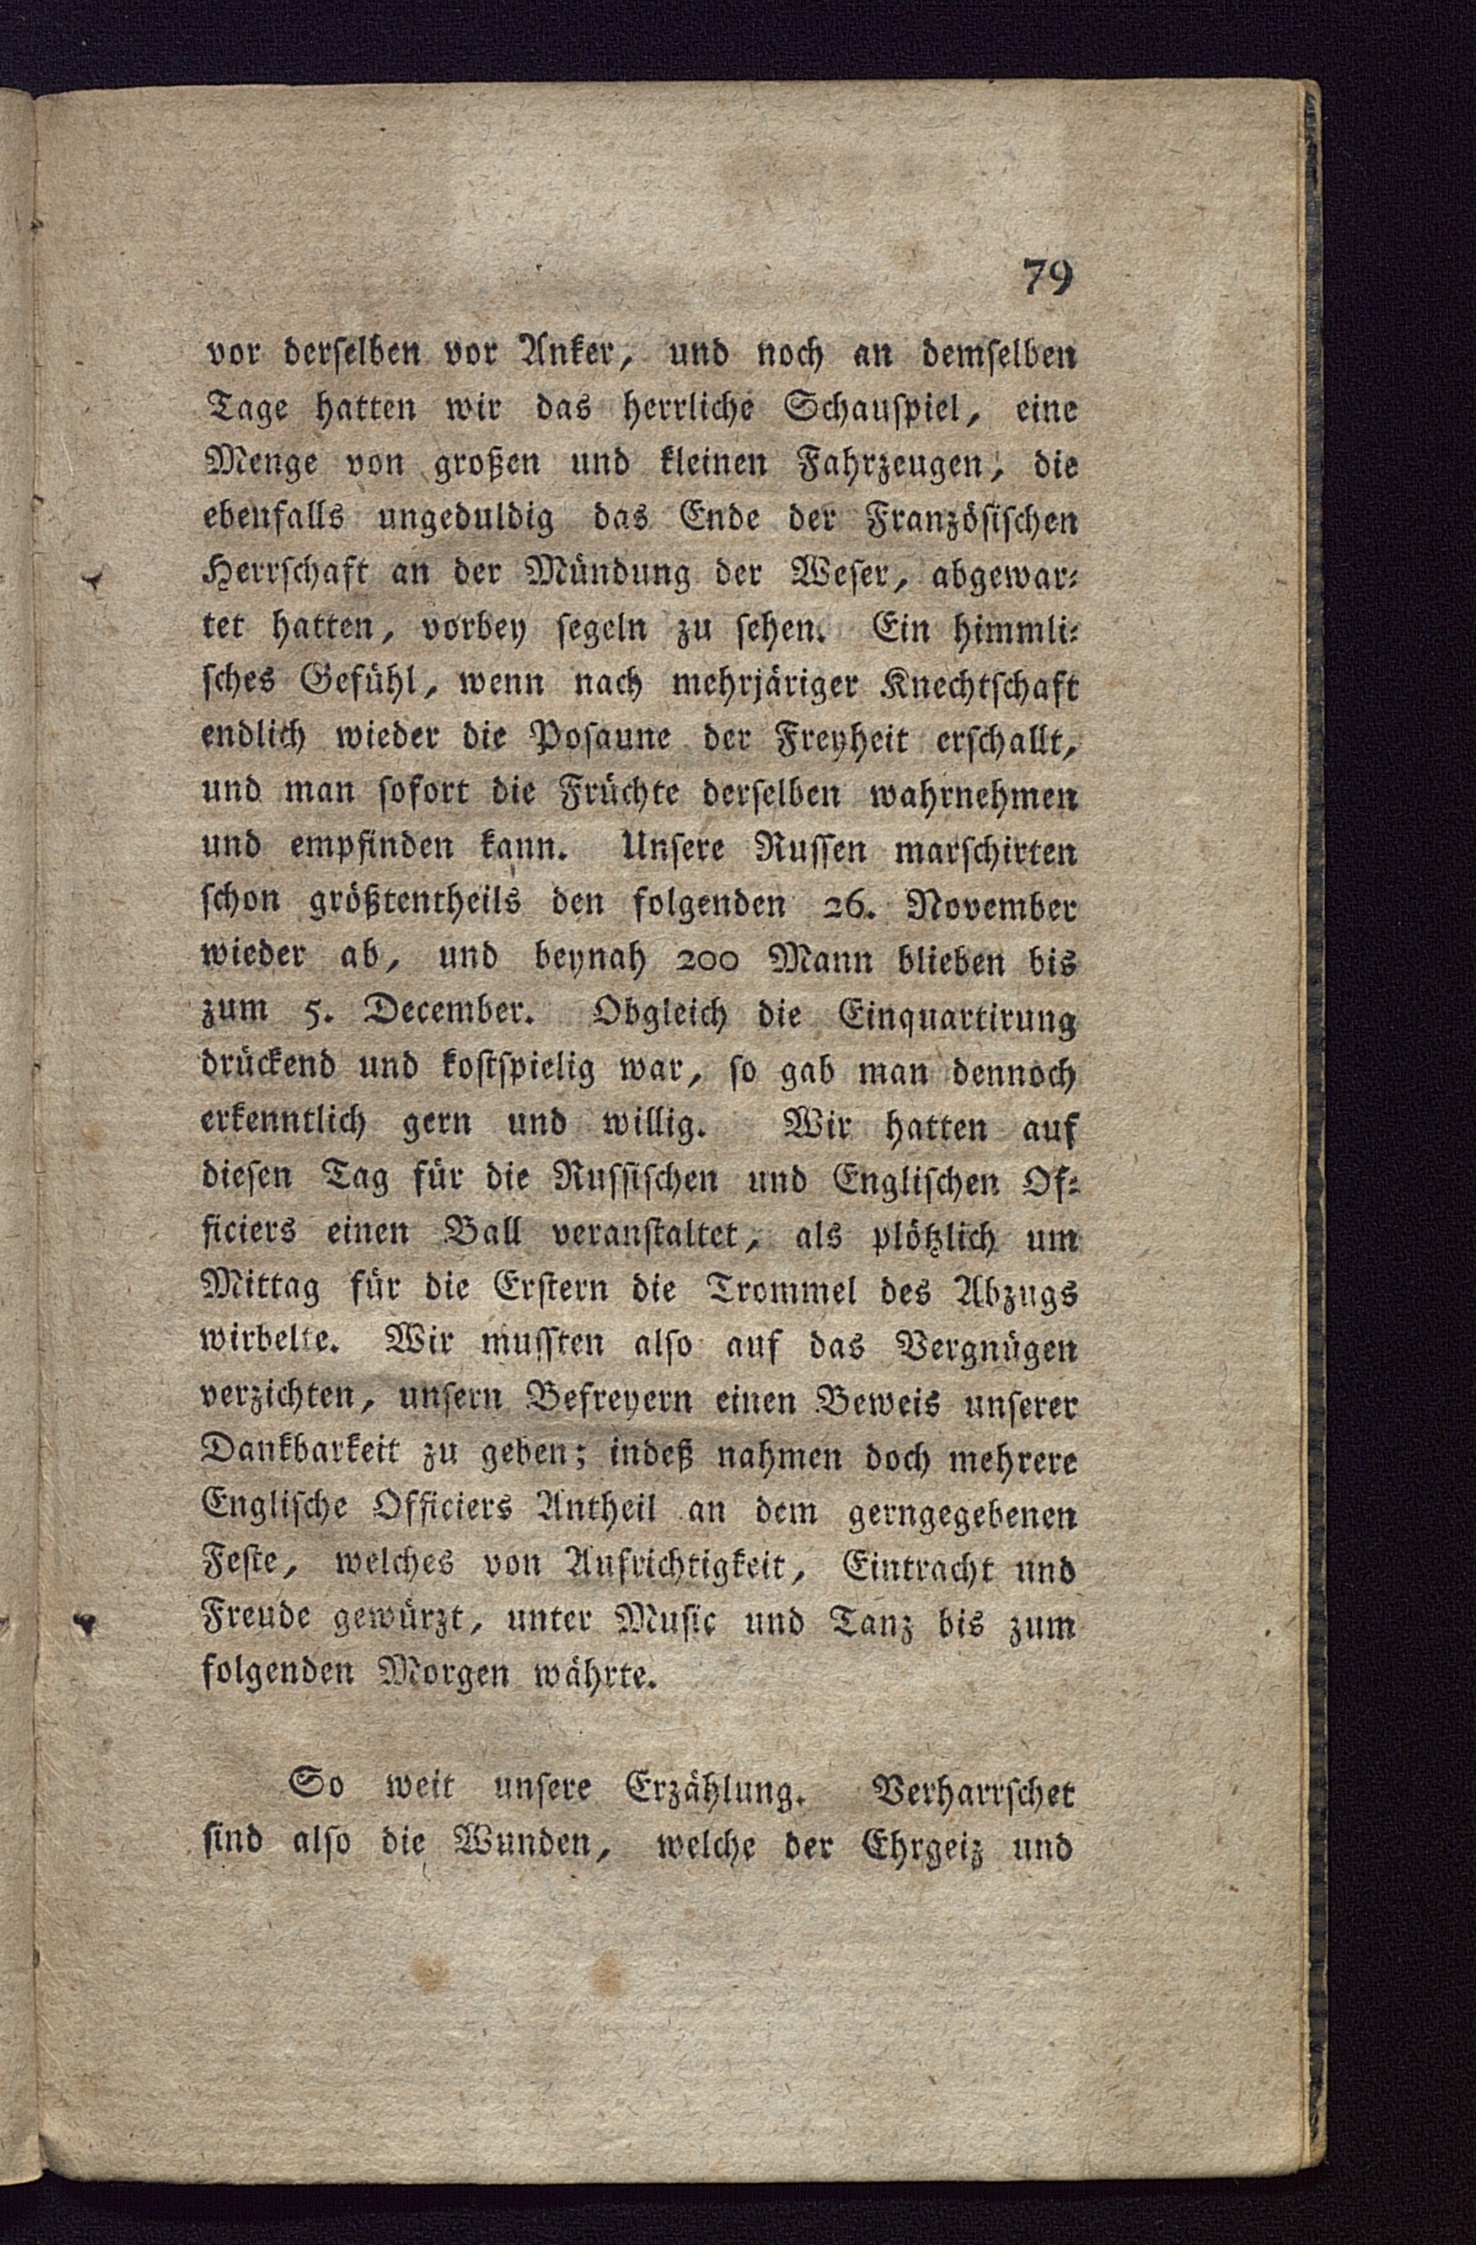 79
vor derselben vor Anker, und noch an demselben
Tage hatten wir das herrliche Schauspiel, eine
Menge von großen und kleinen Fahrzeugen, die
ebenfalls ungeduldig das Ende der Französischen
Herrschaft an der Mündung der Weser, abgewar-
tet hatten, vorbey segeln zu sehen. Ein himmli-
sches Gefühl, wenn nach mehrjäriger Knechtschaft
endlich wieder die Posaune der Freyheit erschallt,
und man sofort die Früchte derselben wahrnehmen
und empfinden kann. Unsere Russen marschirten
schon größtentheils den folgenden 26. November
wieder ab, und beynah 200 Mann blieben bis
zum 5. December. Obgleich die Einquartirung
drückend und kostspielig war, so gab man dennoch
erkenntlich gern und willig. Wir hatten auf
diesen Tag für die Russischen und Englischen Of-
ficiers einen Ball veranstaltet, als plötzlich um
Mittag für die Erstern die Trommel des Abzugs
wirbelte. Wir mussten also auf das Vergnügen
verzichten, unsern Befreyern einen Beweis unserer
Dankbarkeit zu geben; indeß nahmen doch mehrere
Englische Officiers Antheil an dem gerngegebenen
Feste, welches von Aufrichtigkeit, Eintracht und
Freude gewürzt, unter Music und Tanz bis zum
folgenden Morgen währte.
So weit unsere Erzählung. Verharrschet
sind also die Wunden, welche der Ehrgeiz und